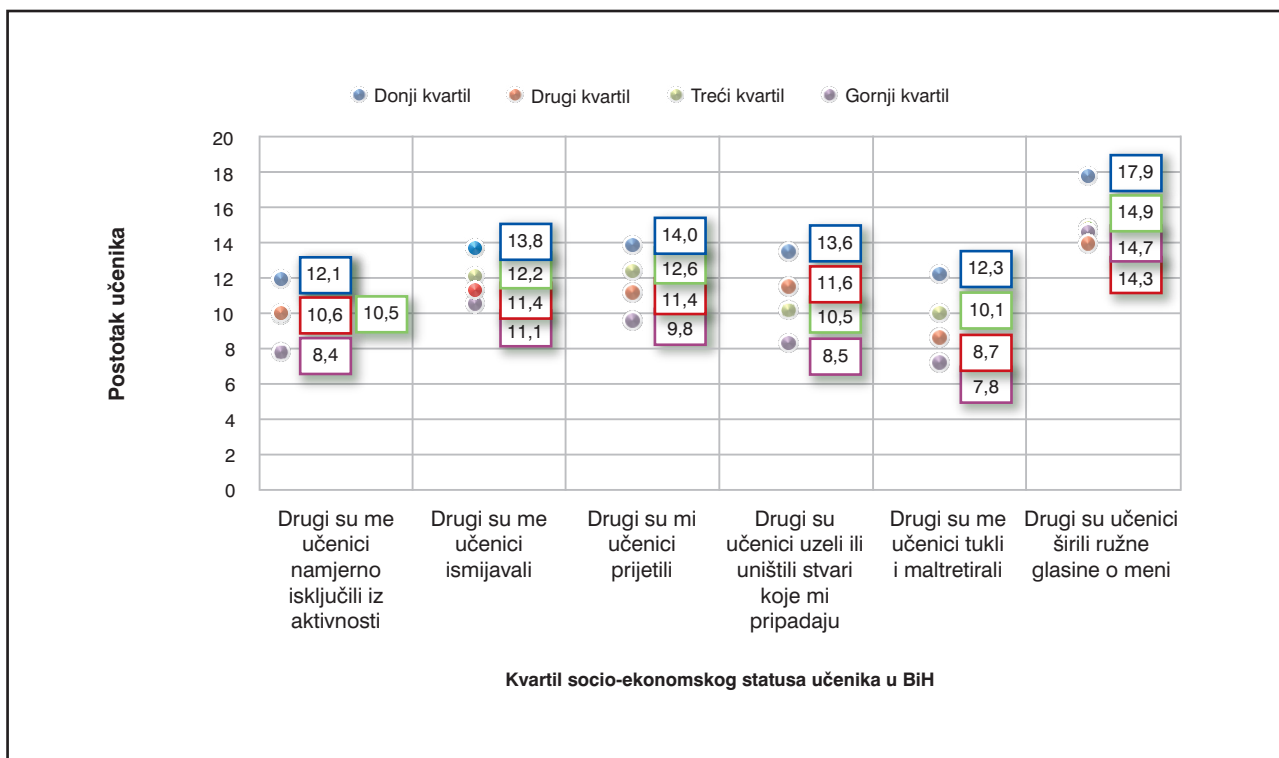 Donji kvartil Drugi kvartil Treći kvartil Gornji kvartil
Postotak učenika
20
18
16
14
12
10
8
6
4
2
0
12,1
10,6 10,5
8,4
13,8
12,2
11,4
11,1
14,0
12,6
11,4
9,8
13,6
11,6
10,5
8,5
12,3
10,1
8,7
7,8
17,9
14,9
14,7
14,3
Drugi su me
učenici
namjerno
isključili iz
aktivnosti
Drugi su me
učenici
ismijavali
Drugi su mi
učenici
prijetili
Drugi su
učenici uzeli ili
uništili stvari
koje mi
pripadaju
Drugi su me
učenici tukli
i maltretirali
Drugi su učenici
širili ružne
glasine o meni
Kvartil socio-ekonomskog statusa učenika u BiH